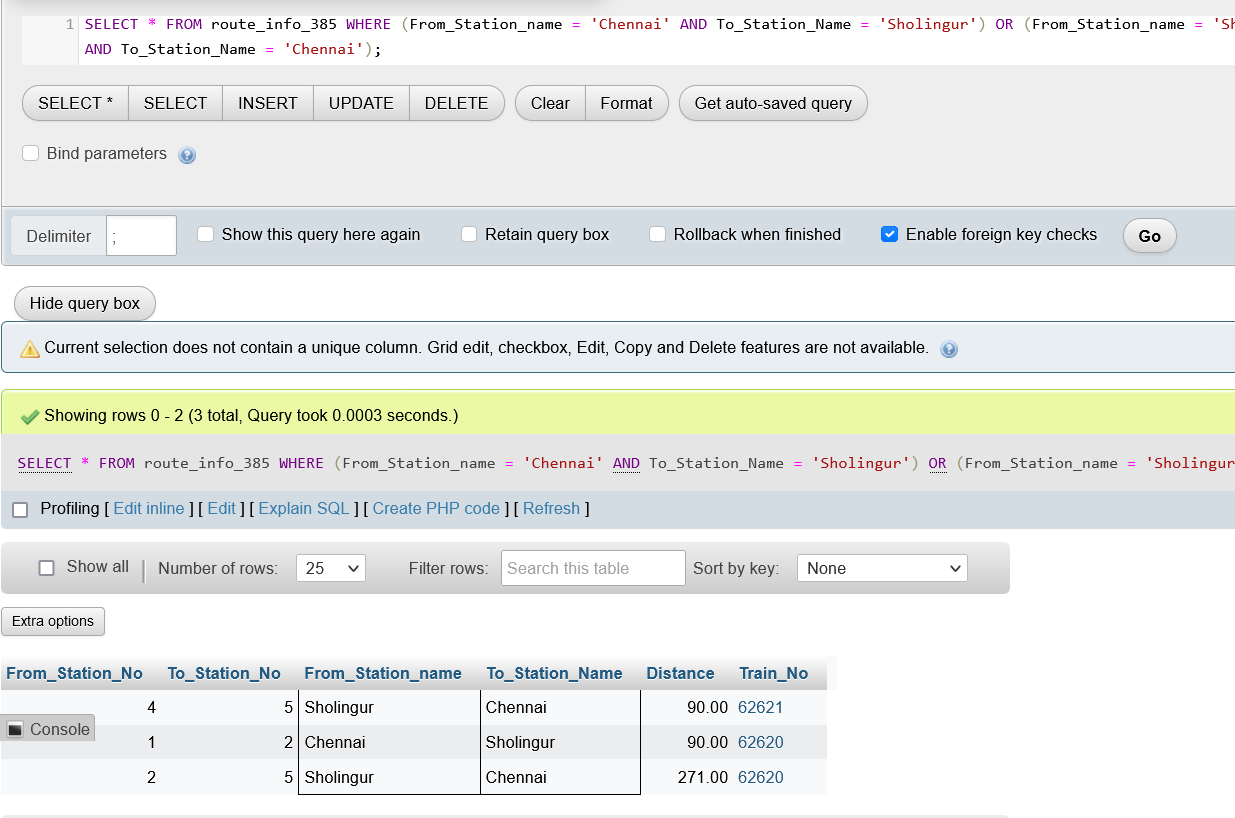 1 SELECT * FROM route_info_385 WHERE (From_Station_name = 'Chennai' AND To_Station_Name = 'Sholingur') OR (From_Station_name = 'Sh
AND To_Station_Name = 'Chennai');
SELECT * SELECT INSERT UPDATE DELETE Clear Format Get auto-saved query
Bind parameters
Delimiter ; Show this query here again Retain query box Rollback when finished Enable foreign key checks Go
Hide query box
Current selection does not contain a unique column. Grid edit, checkbox, Edit, Copy and Delete features are not available.
Showing rows 0 - 2 (3 total, Query took 0.0003 seconds.)
SELECT * FROM route_info_385 WHERE (From_Station_name = 'Chennai' AND To_Station_Name = 'Sholingur') OR (From_Station_name = 'Sholingur
Profiling [ Edit inline ] [ Edit ] [ Explain SQL ] [ Create PHP code ] [ Refresh ]
Show all Number of rows: 25 Filter rows: Search this table Sort by key: None
Extra options
From_Station_No To_Station_No From_Station_name To_Station_Name Distance Train_No
4 5 Sholingur Chennai 90.00 62621
Console
1 2 Chennai Sholingur 90.00 62620
2 5 Sholingur Chennai 271.00 62620